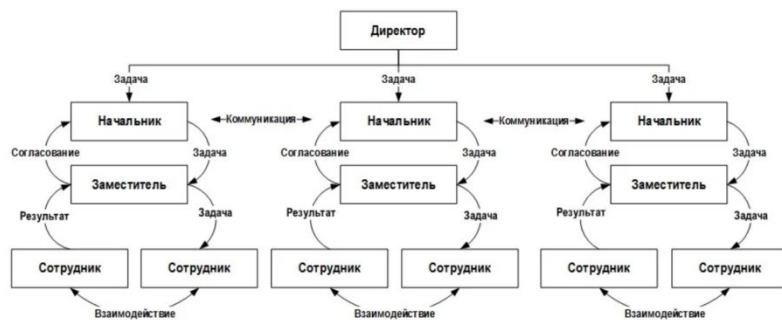 Директор
Задача Задача Задача
Начальник Коммуникация Начальник Коммуникация Начальник
Согласование Задача Согласование Задача Согласование Задача
Заместитель Заместитель Заместитель
Результат Задача Результат Задача Результат Задача
Сотрудник Сотрудник Сотрудник Сотрудник Сотрудник Сотрудник
Взаимодействие Взаимодействие Взаимодействие